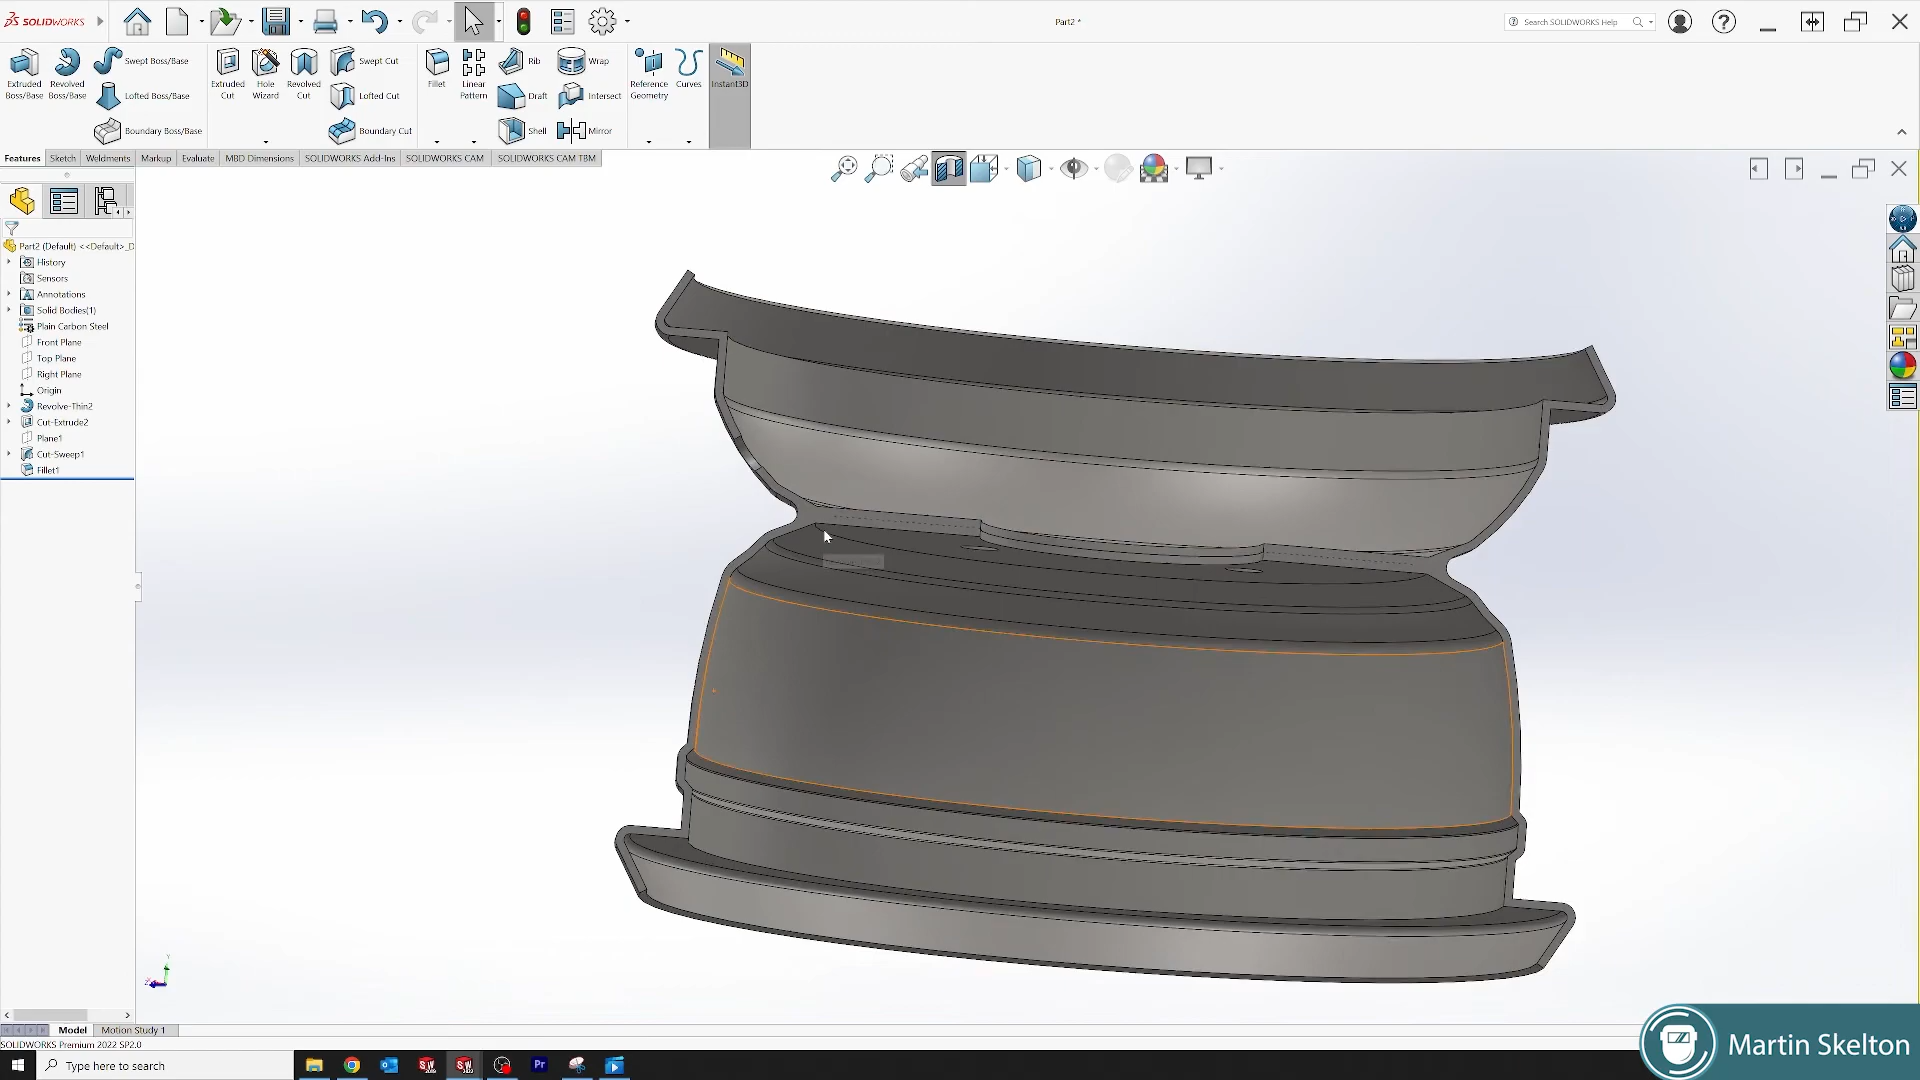 SOLIDWORKS
Part2 *
Search SOLIDWORKS Help
Extruded Boss/Base
Revolved Boss/Base
Swept Boss/Base
Lofted Boss/Base
Boundary Boss/Base
Extruded Cut
Hole Wizard
Revolved Cut
Swept Cut
Lofted Cut
Boundary Cut
Fillet
Linear Pattern
Rib
Draft
Shell
Wrap
Intersect
Mirror
Reference Geometry
Curves
Instant3D
Features
Sketch
Weldments
Markup
Evaluate
MBD Dimensions
SOLIDWORKS Add-Ins
SOLIDWORKS CAM
SOLIDWORKS CAM TBM
Part2 (Default) <<Default>_D
History
Sensors
Annotations
Solid Bodies(1)
Plain Carbon Steel
Front Plane
Top Plane
Right Plane
Origin
Revolve-Thin2
Cut-Extrude2
Plane1
Cut-Sweep1
Fillet1
Model
Motion Study 1
SOLIDWORKS Premium 2022 SP2.0
Type here to search
Pr
Martin Skelton